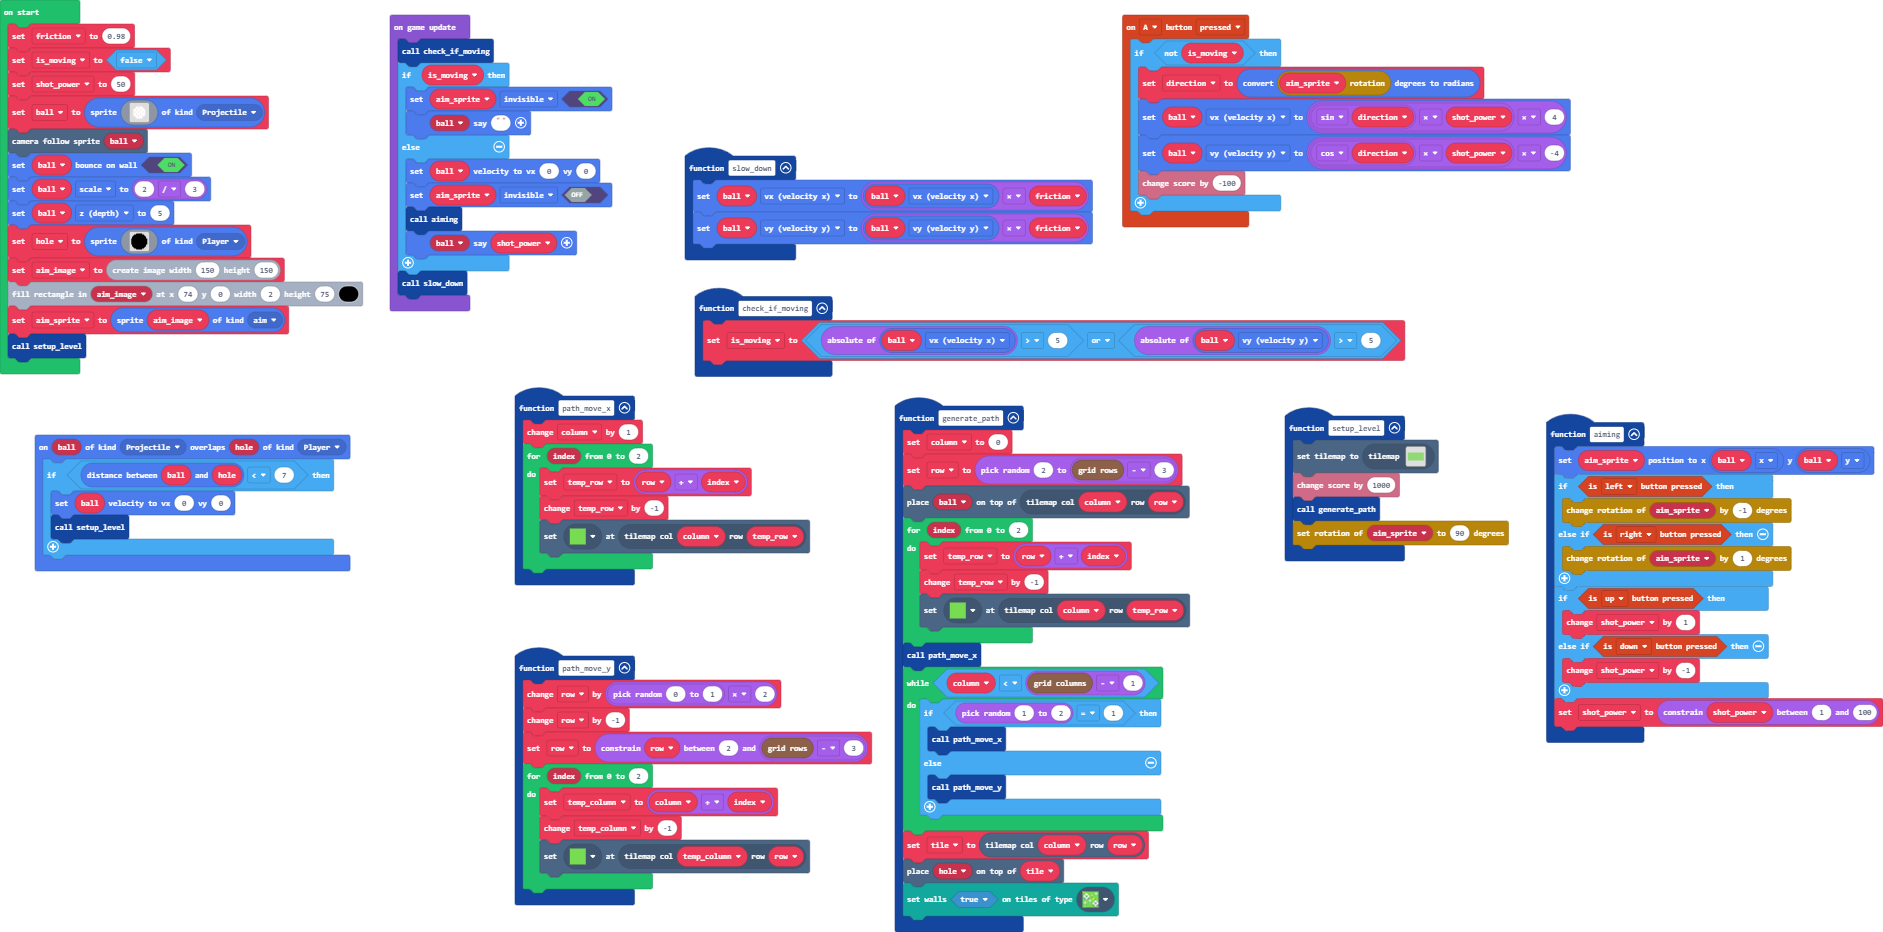 on start
set friction to 0.98
set is_moving to false
set shot_power to 50
set ball to sprite of kind Projectile
camera follow sprite ball
set ball bounce on wall ON
set ball scale to 2 / 3
set ball z (depth) to 5
set hole to sprite of kind Player
set aim_image to create image width 150 height 150
fill rectangle in aim_image at x 74 y 0 width 2 height 75
set aim_sprite to sprite aim_image of kind aim
call setup_level
on game update
call check_if_moving
if is_moving then
set aim_sprite invisible ON
ball say " "
else
set ball velocity to vx 0 vy 0
set aim_sprite invisible OFF
call aiming
ball say shot_power
call slow_down
function slow_down
set ball vx (velocity x) to ball vx (velocity x) × friction
set ball vy (velocity y) to ball vy (velocity y) × friction
on A button pressed
if not is_moving then
set direction to convert aim_sprite rotation degrees to radians
set ball vx (velocity x) to sin direction × shot_power × 4
set ball vy (velocity y) to cos direction × shot_power × -4
change score by -100
function check_if_moving
set is_moving to absolute of ball vx (velocity x) > 5 or absolute of ball vy (velocity y) > 5
on ball of kind Projectile overlaps hole of kind Player
if distance between ball and hole < 7 then
set ball velocity to vx 0 vy 0
call setup_level
function path_move_x
change column by 1
for index from 0 to 2
do set temp_row to row + index
change temp_row by -1
set at tilemap col column row temp_row
function path_move_y
change row by pick random 0 to 1 × 2
change row by -1
set row to constrain row between 2 and grid rows - 3
for index from 0 to 2
do set temp_column to column + index
change temp_column by -1
set at tilemap col temp_column row row
function generate_path
set column to 0
set row to pick random 2 to grid rows - 3
place ball on top of tilemap col column row row
for index from 0 to 2
do set temp_row to row + index
change temp_row by -1
set at tilemap col column row temp_row
call path_move_x
while column < grid columns - 1
do if pick random 1 to 2 = 1 then
call path_move_x
else
call path_move_y
set tile to tilemap col column row row
place hole on top of tile
set walls true on tiles of type
function setup_level
set tilemap to tilemap
change score by 1000
call generate_path
set rotation of aim_sprite to 90 degrees
function aiming
set aim_sprite position to x ball x y ball y
if is left button pressed then
change rotation of aim_sprite by -1 degrees
else if is right button pressed then
change rotation of aim_sprite by 1 degrees
if is up button pressed then
change shot_power by 1
else if is down button pressed then
change shot_power by -1
set shot_power to constrain shot_power between 1 and 100